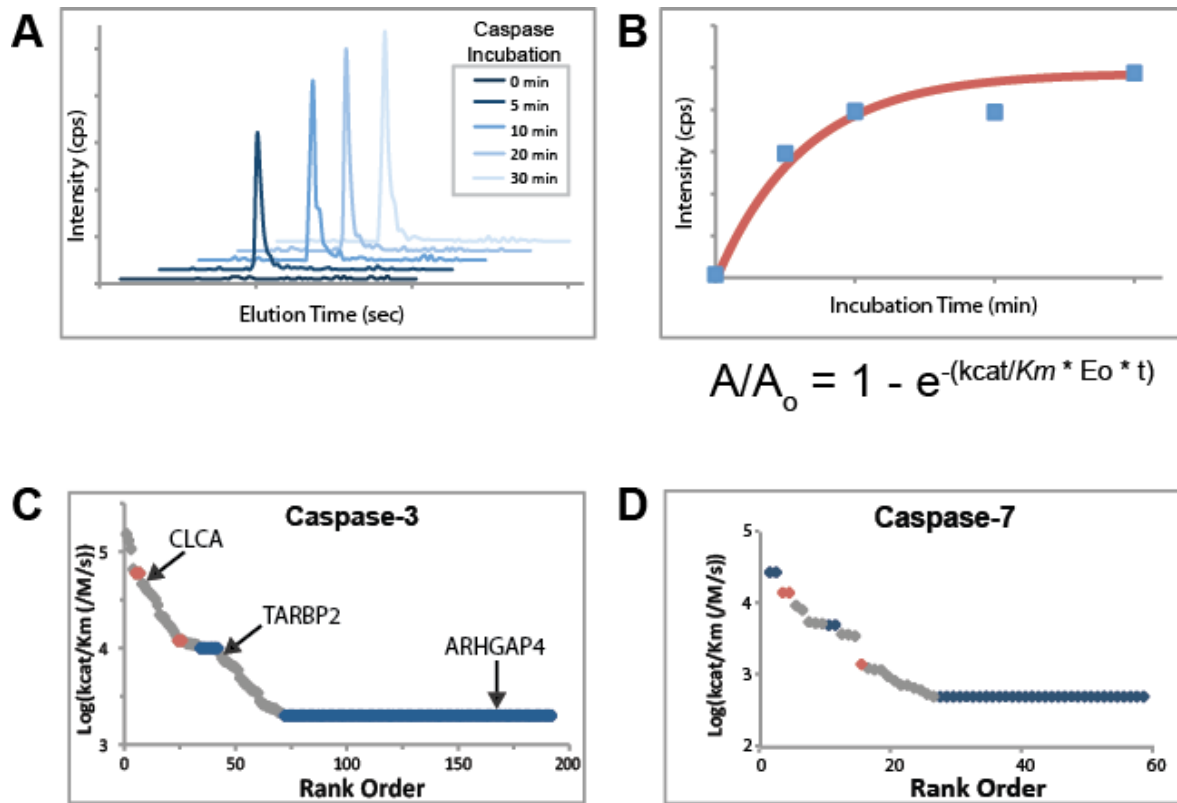 A
Caspase
Incubation
0 min
5 min
10 min
20 min
30 min
Intensity (cps)
Elution Time (sec)
B
Intensity (cps)
Incubation Time (min)
A/Ao = 1 - e-(kcat/Km * Eo * t)
C
Caspase-3
CLCA
TARBP2
ARHGAP4
Log(kcat/Km (/M/s))
5
4
3
0
50
100
150
200
Rank Order
D
Caspase-7
Log(kcat/Km (/M/s))
5
4
3
2
0
20
40
60
Rank Order